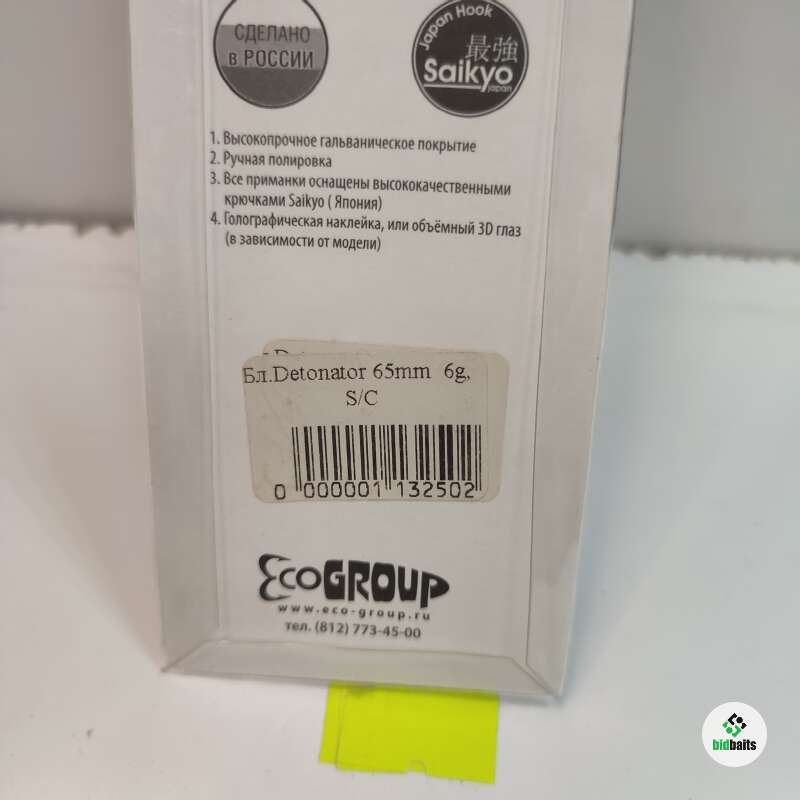 СДЕЛАНО
в РОССИИ
Japan Hook
最強
Saikyo
japan
1. Высокопрочное гальваническое покрытие
2. Ручная полировка
3. Все приманки оснащены высококачественными
крючками Saikyo ( Япония)
4. Голографическая наклейка, или объёмный 3D глаз
(в зависимости от модели)
Бл.Detonator 65mm 6g,
S/C
0 000001 132502
ECOGROUP
www.eco-group.ru
тел. (812) 773-45-00
bidbaits